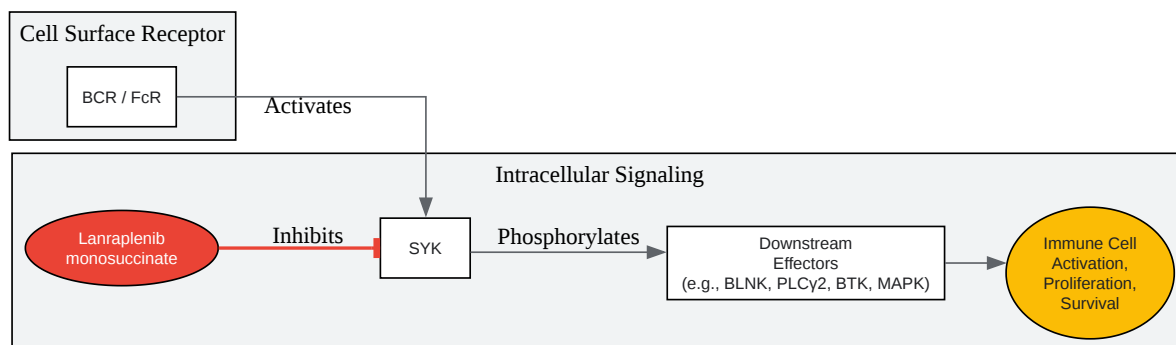 Cell Surface Receptor
BCR / FcR
Activates
Intracellular Signaling
Lanraplenib
monosuccinate
Inhibits
SYK
Phosphorylates
Downstream
Effectors
(e.g., BLNK, PLCγ2, BTK, MAPK)
Immune Cell
Activation,
Proliferation,
Survival